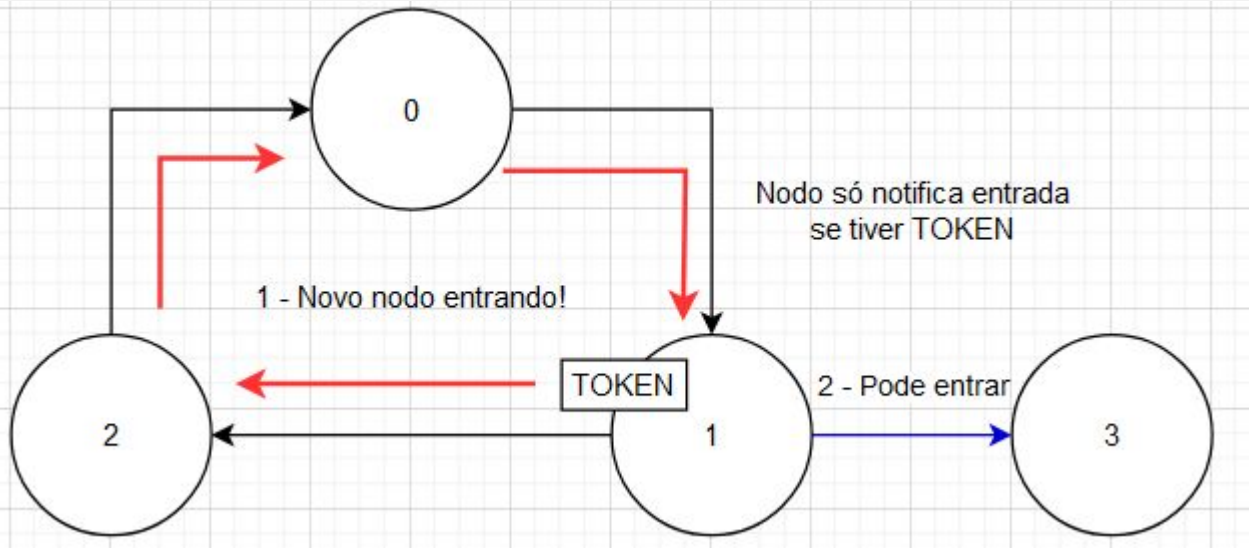 0
Nodo só notifica entrada
se tiver TOKEN
1 - Novo nodo entrando!
TOKEN
2 - Pode entrar
2
1
3